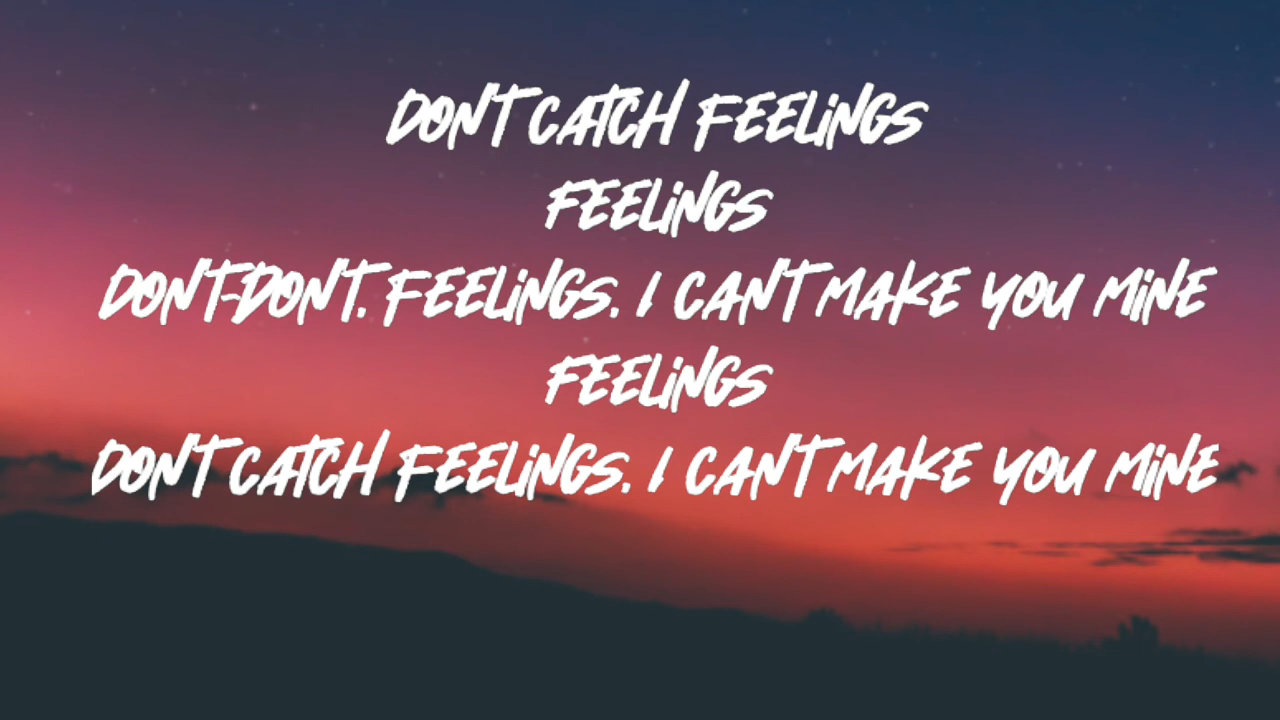 DON'T CATCH FEELiNGS
FEELiNGS
DON'T-DON'T. FEELiNGS. I CAN'T MAKE YOU MiNE
FEELiNGS
DON'T CATCH FEELiNGS. I CAN'T MAKE YOU MiNE